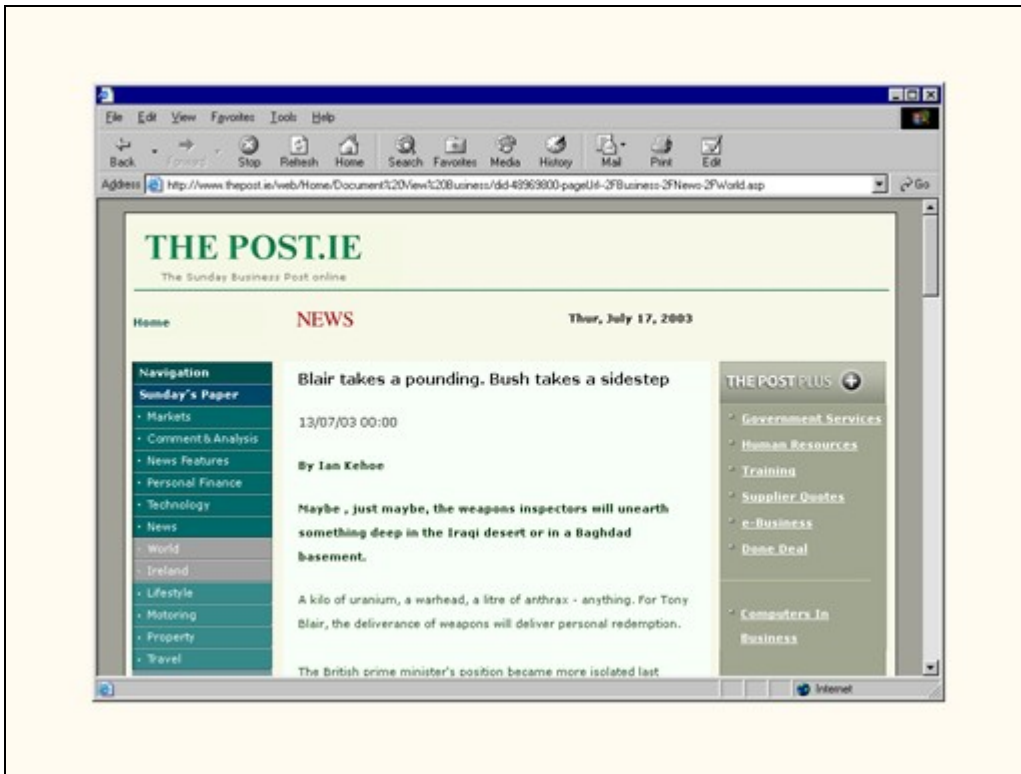 File Edit View Favorites Tools Help
Back Forward Stop Refresh Home Search Favorites Media History Mail Print Edit
Address http://www.thepost.ie/web/Home/Document%20View%20Business/did-48969800-pageUrl--2FBusiness-2FNews-2FWorld.asp Go
THE POST.IE
The Sunday Business Post online
Home
NEWS
Thur, July 17, 2003
Navigation
Sunday's Paper
Markets
Comment & Analysis
News Features
Personal Finance
Technology
News
World
Ireland
Lifestyle
Motoring
Property
Travel
Blair takes a pounding. Bush takes a sidestep
13/07/03 00:00
By Ian Kehoe
Maybe , just maybe, the weapons inspectors will unearth
something deep in the Iraqi desert or in a Baghdad
basement.
A kilo of uranium, a warhead, a litre of anthrax - anything. For Tony
Blair, the deliverance of weapons will deliver personal redemption.
The British prime minister's position became more isolated last
THE POST PLUS
Government Services
Human Resources
Training
Supplier Quotes
e-Business
Done Deal
Computers In
Business
Internet